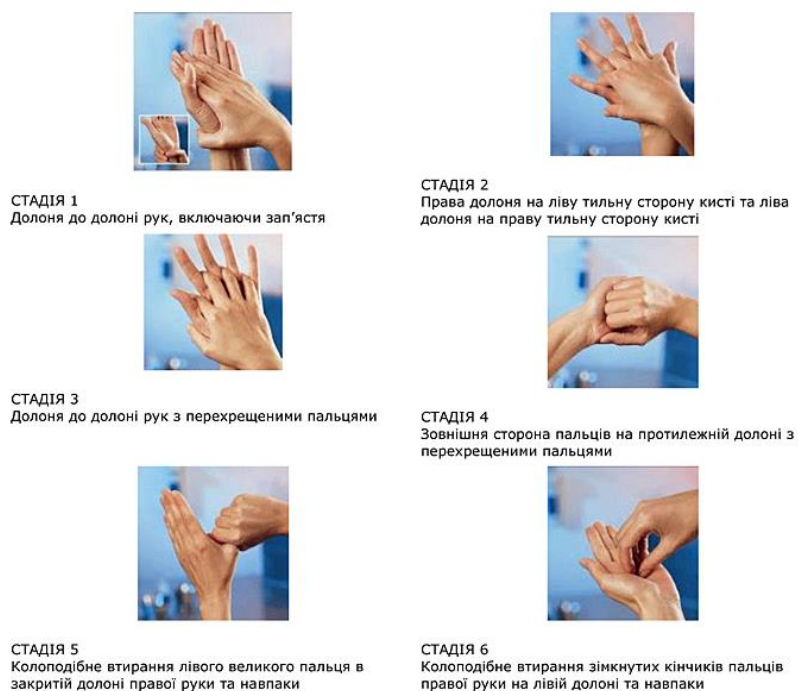 СТАДІЯ 1
Долоня до долоні рук, включаючи зап’ястя
СТАДІЯ 2
Права долоня на ліву тильну сторону кисті та ліва
долоня на праву тильну сторону кисті
СТАДІЯ 3
Долоня до долоні рук з перехрещеними пальцями
СТАДІЯ 4
Зовнішня сторона пальців на протилежній долоні з
перехрещеними пальцями
СТАДІЯ 5
Колоподібне втирання лівого великого пальця в
закритій долоні правої руки та навпаки
СТАДІЯ 6
Колоподібне втирання зімкнутих кінчиків пальців
правої руки на лівій долоні та навпаки